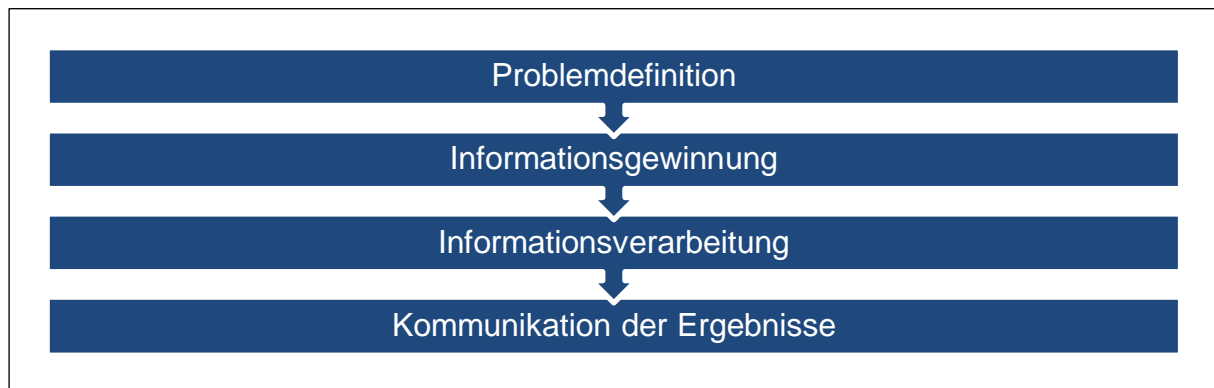 Problemdefinition
Informationsgewinnung
Informationsverarbeitung
Kommunikation der Ergebnisse